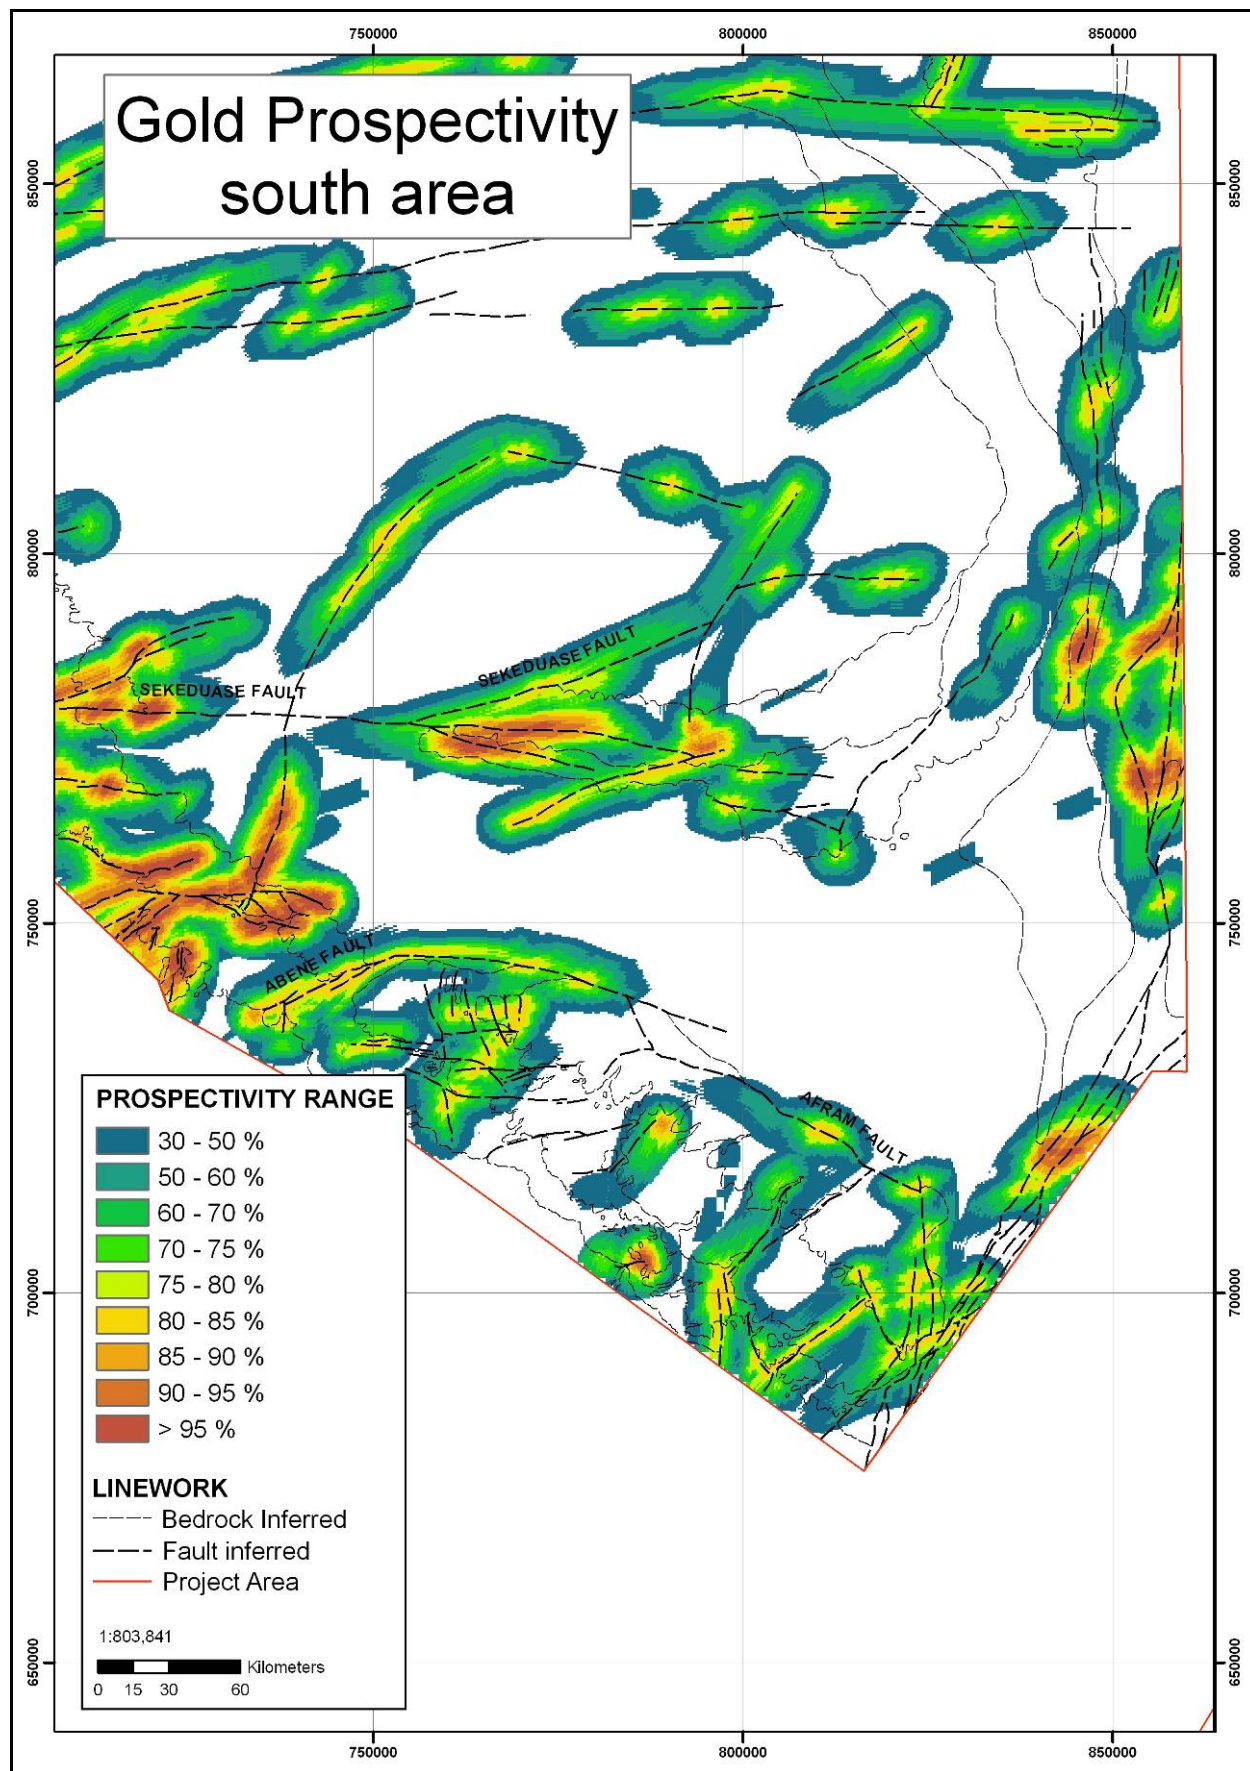 750000
800000
850000
Gold Prospectivity
south area
850000
850000
800000
800000
SEKEDUASE FAULT
SEKEDUASE FAULT
750000
750000
ABENE FAULT
AFRAM FAULT
700000
700000
PROSPECTIVITY RANGE
30 - 50 %
50 - 60 %
60 - 70 %
70 - 75 %
75 - 80 %
80 - 85 %
85 - 90 %
90 - 95 %
> 95 %
LINEWORK
Bedrock Inferred
Fault inferred
Project Area
1:803,841
Kilometers
0 15 30 60
650000
650000
750000
800000
850000